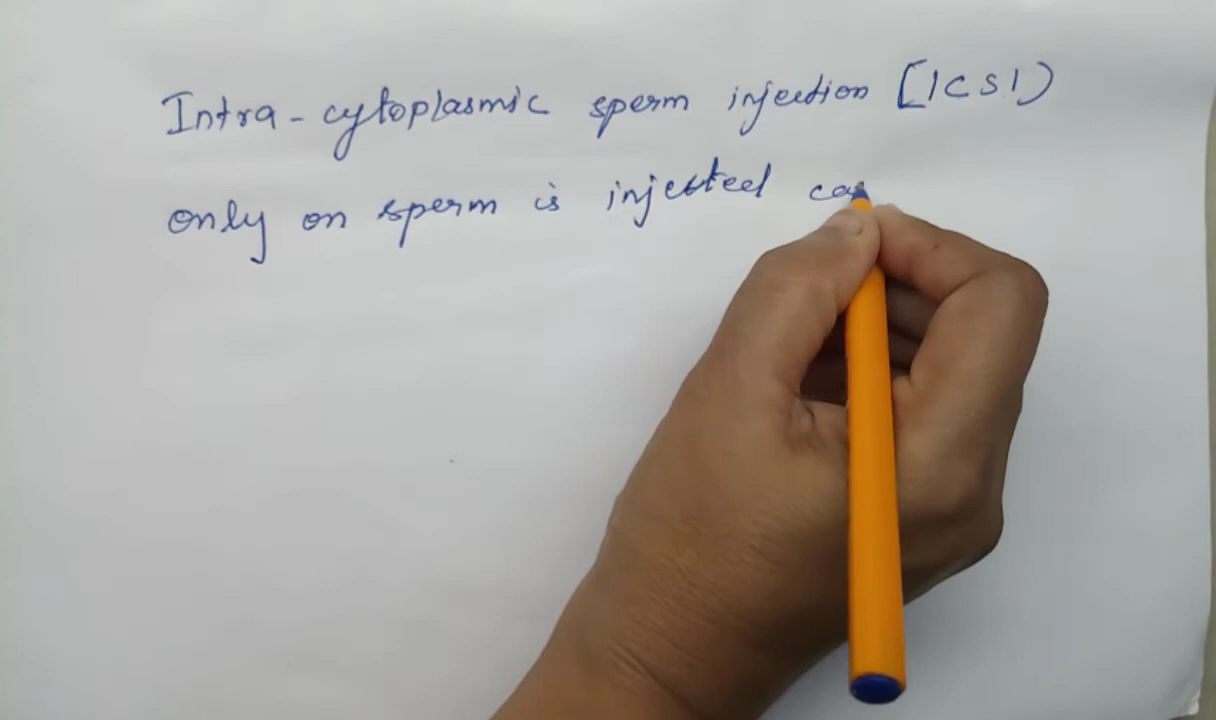 Intra-cytoplasmic sperm injection [ICSI)
only on sperm is injected